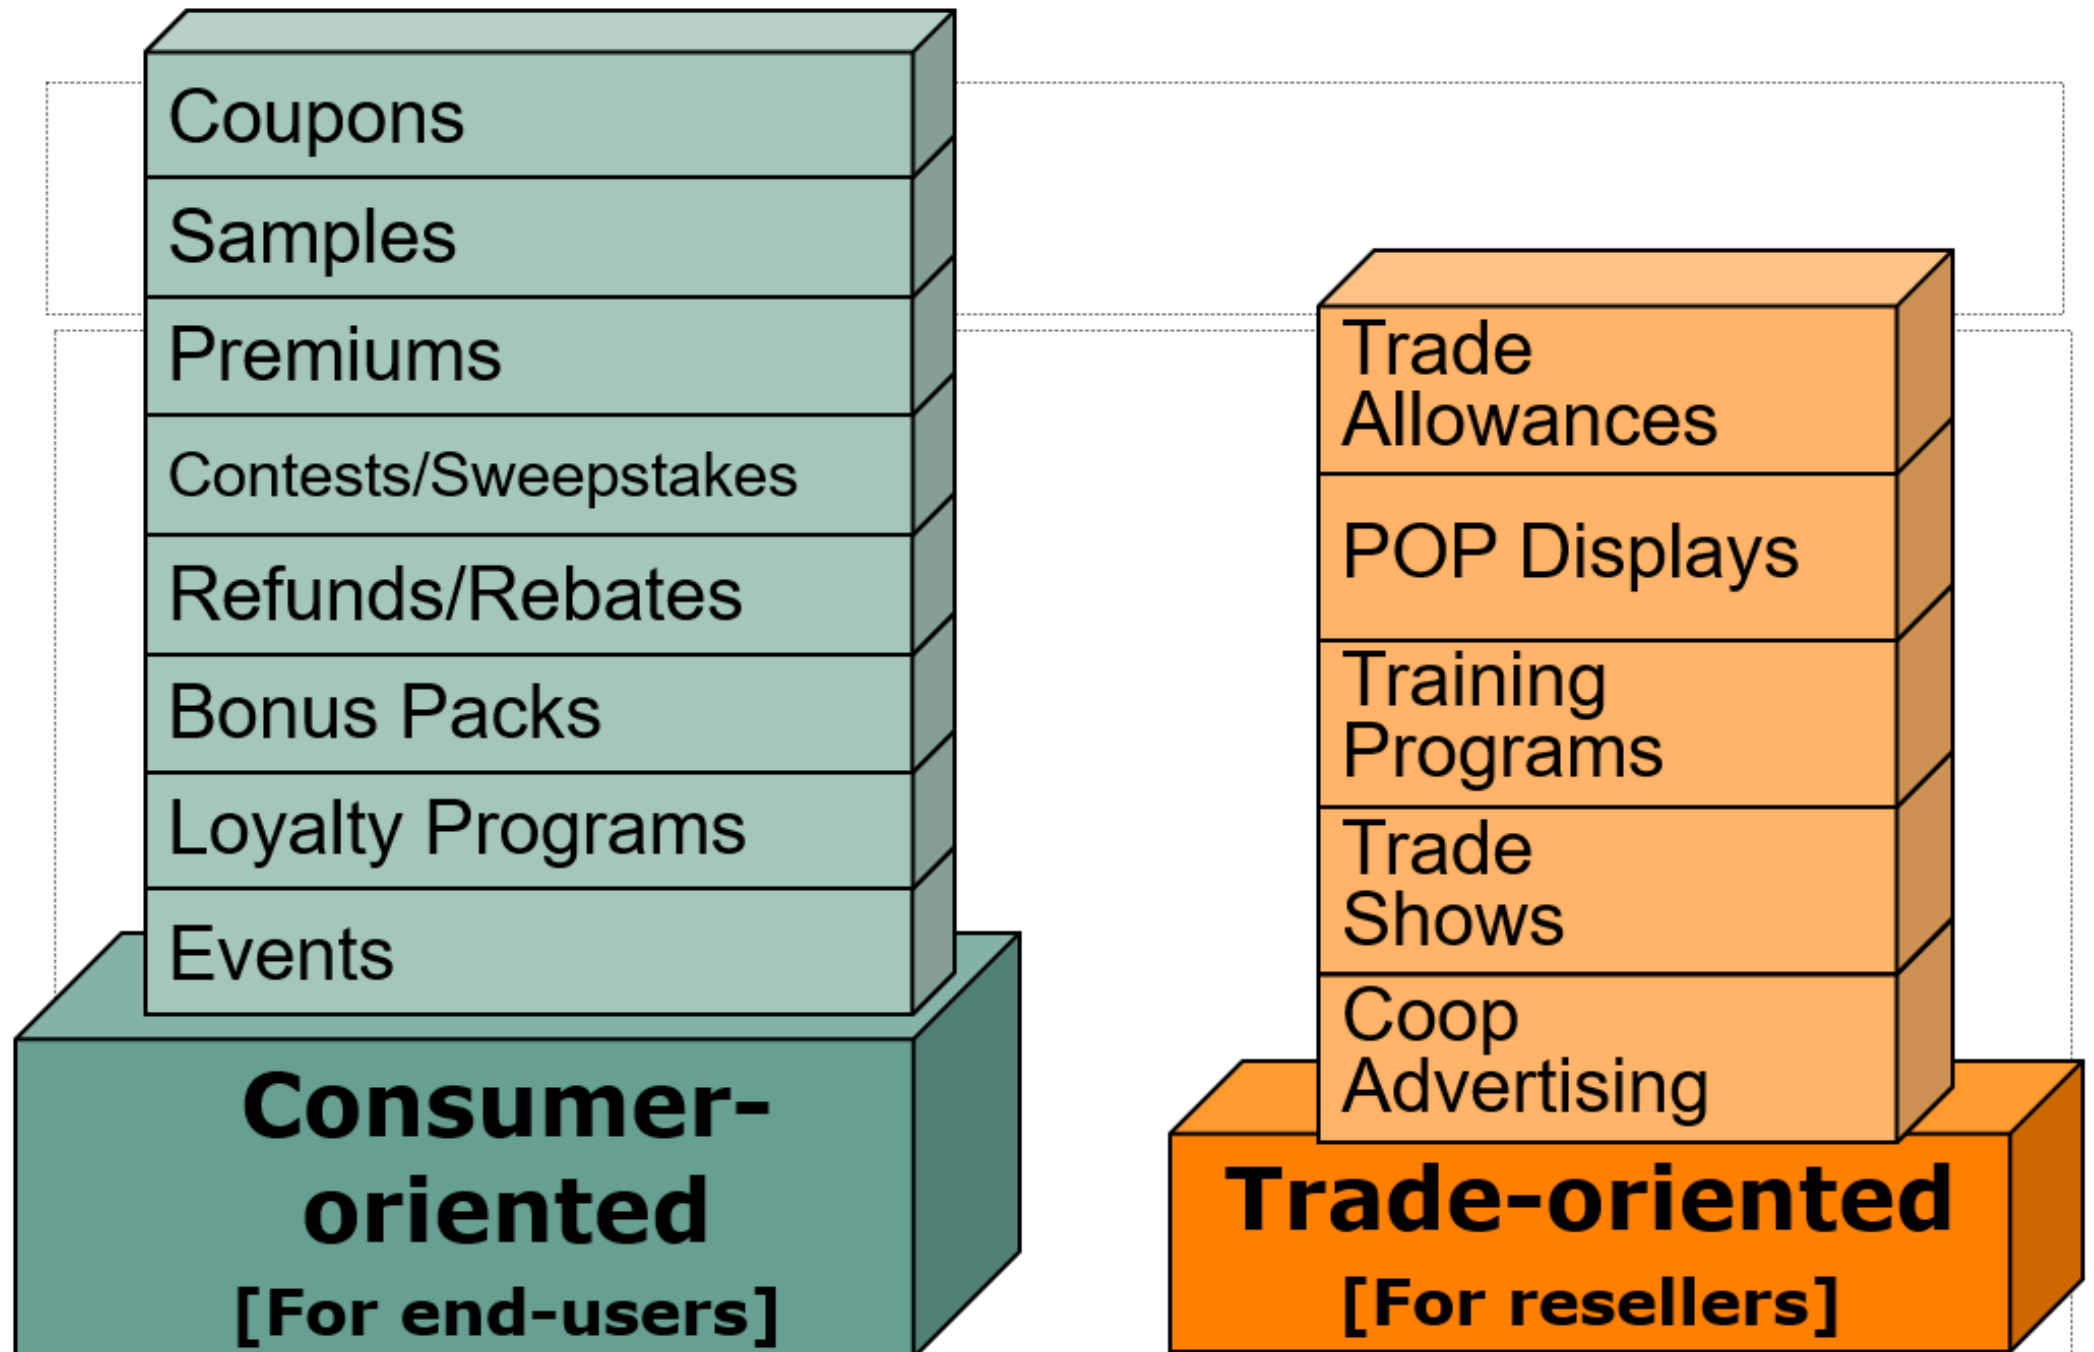 Coupons
Samples
Premiums
Contests/Sweepstakes
Refunds/Rebates
Bonus Packs
Loyalty Programs
Events
Consumer-
oriented
[For end-users]
Trade
Allowances
POP Displays
Training
Programs
Trade
Shows
Coop
Advertising
Trade-oriented
[For resellers]